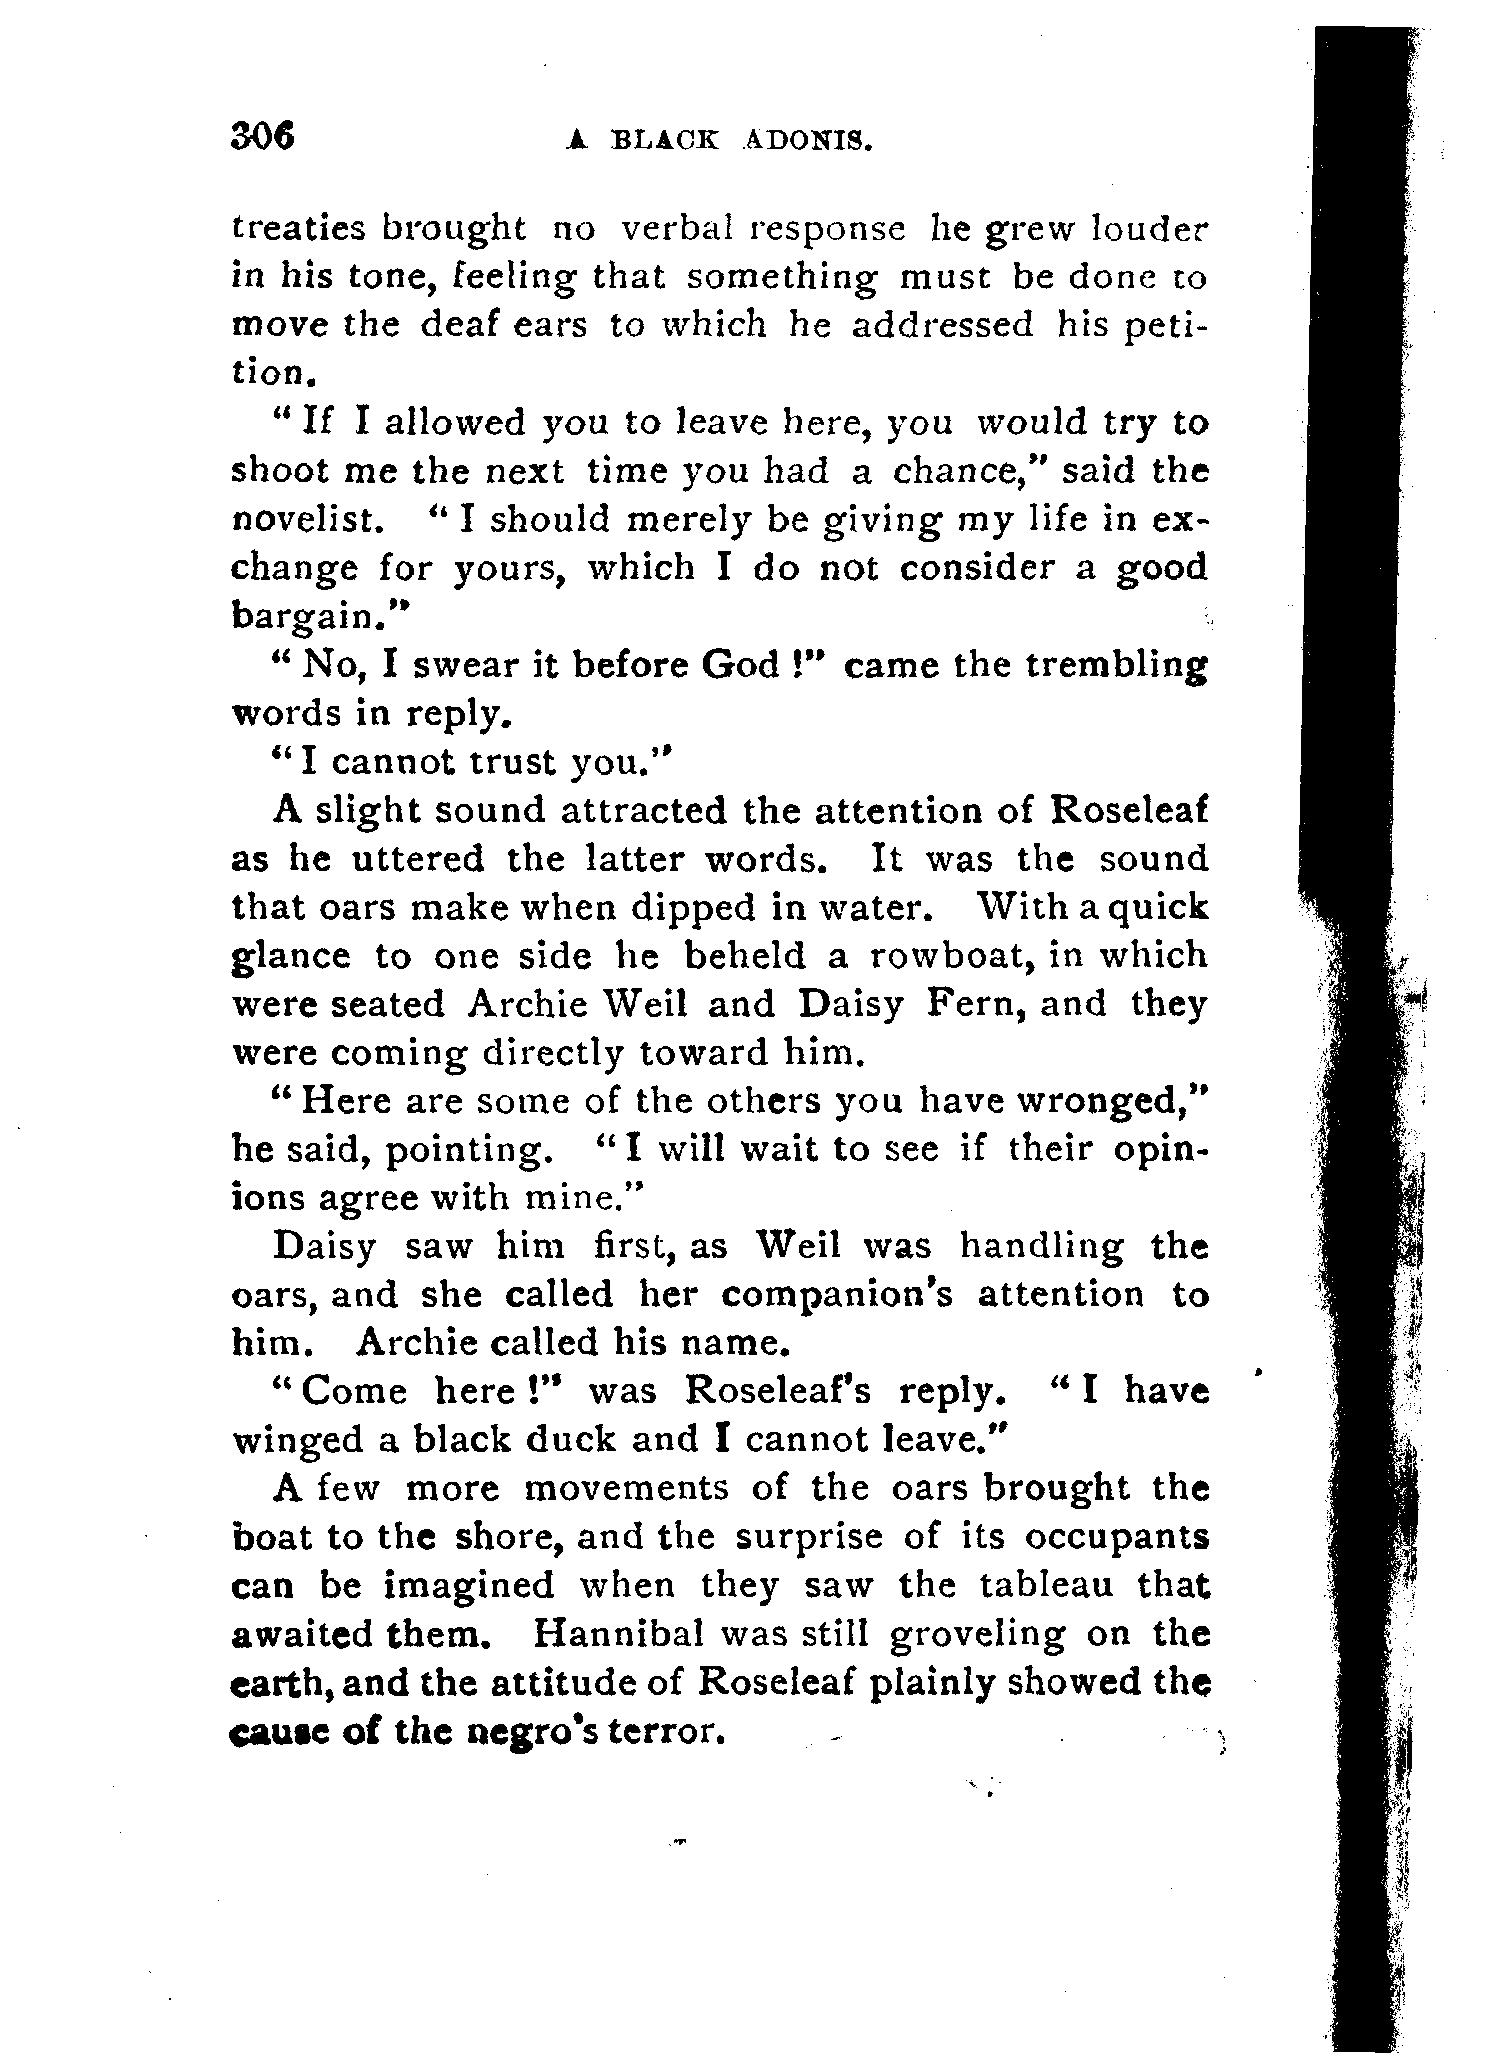 306 A BLACK ADONIS.
treaties brought no verbal response he grew louder
in his tone, feeling that something must be done to
move the deaf ears to which he addressed his peti-
tion.
" If I allowed you to leave here, you would try to
shoot me the next time you had a chance," said the
novelist. " I should merely be giving my life in ex-
change for yours, which I do not consider a good
bargain."
" No, I swear it before God !" came the trembling
words in reply.
" I cannot trust you."
A slight sound attracted the attention of Roseleaf
as he uttered the latter words. It was the sound
that oars make when dipped in water. With a quick
glance to one side he beheld a rowboat, in which
were seated Archie Weil and Daisy Fern, and they
were coming directly toward him.
" Here are some of the others you have wronged,"
he said, pointing. " I will wait to see if their opin-
ions agree with mine."
Daisy saw him first, as Weil was handling the
oars, and she called her companion's attention to
him. Archie called his name.
" Come here !" was Roseleaf's reply. " I have
winged a black duck and I cannot leave."
A few more movements of the oars brought the
boat to the shore, and the surprise of its occupants
can be imagined when they saw the tableau that
awaited them. Hannibal was still groveling on the
earth, and the attitude of Roseleaf plainly showed the
cause of the negro's terror.